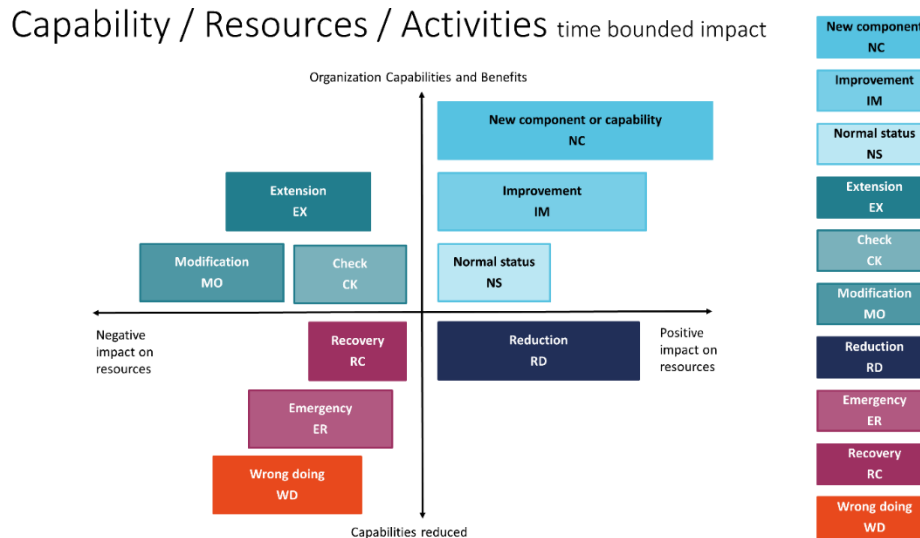 Capability / Resources / Activities time bounded impact
Organization Capabilities and Benefits
New component or capability
NC
Extension
EX
Improvement
IM
Modification
MO
Check
CK
Normal status
NS
Negative
impact on
resources
Recovery
RC
Reduction
RD
Positive
impact on
resources
Emergency
ER
Wrong doing
WD
Capabilities reduced
New component
NC
Improvement
IM
Normal status
NS
Extension
EX
Check
CK
Modification
MO
Reduction
RD
Emergency
ER
Recovery
RC
Wrong doing
WD